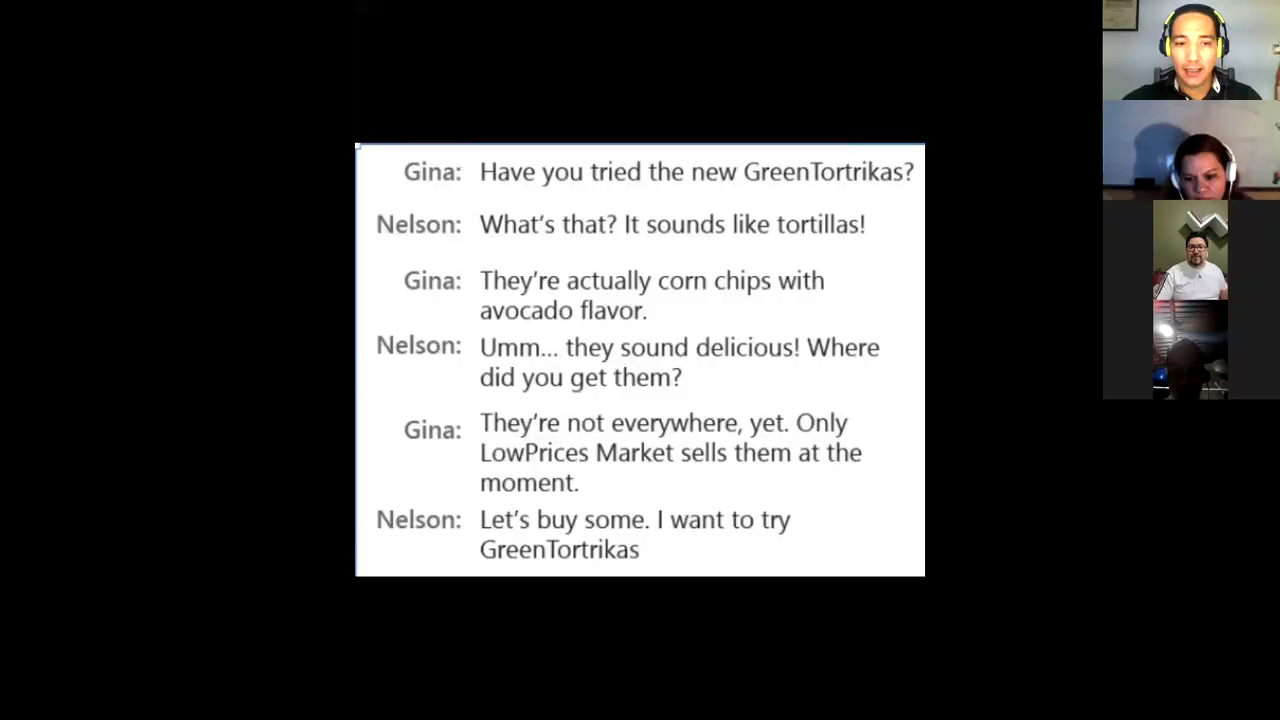 Gina: Have you tried the new GreenTortrikas?
Nelson: What's that? It sounds like tortillas!
Gina: They're actually corn chips with
avocado flavor.
Nelson: Umm... they sound delicious! Where
did you get them?
Gina: They're not everywhere, yet. Only
LowPrices Market sells them at the
moment.
Nelson: Let's buy some. I want to try
GreenTortrikas